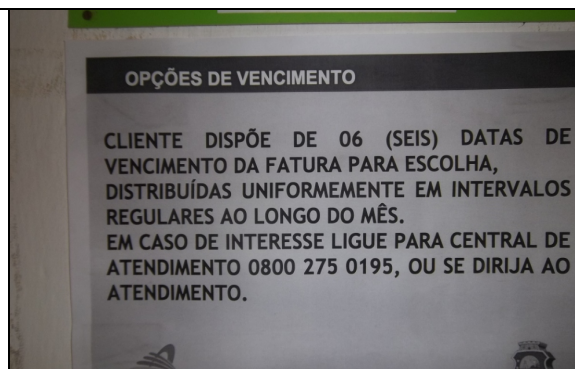 OPÇÕES DE VENCIMENTO
CLIENTE DISPÕE DE 06 (SEIS) DATAS DE
VENCIMENTO DA FATURA PARA ESCOLHA,
DISTRIBUÍDAS UNIFORMEMENTE EM INTERVALOS
REGULARES AO LONGO DO MÊS.
EM CASO DE INTERESSE LIGUE PARA CENTRAL DE
ATENDIMENTO 0800 275 0195, OU SE DIRIJA AO
ATENDIMENTO.